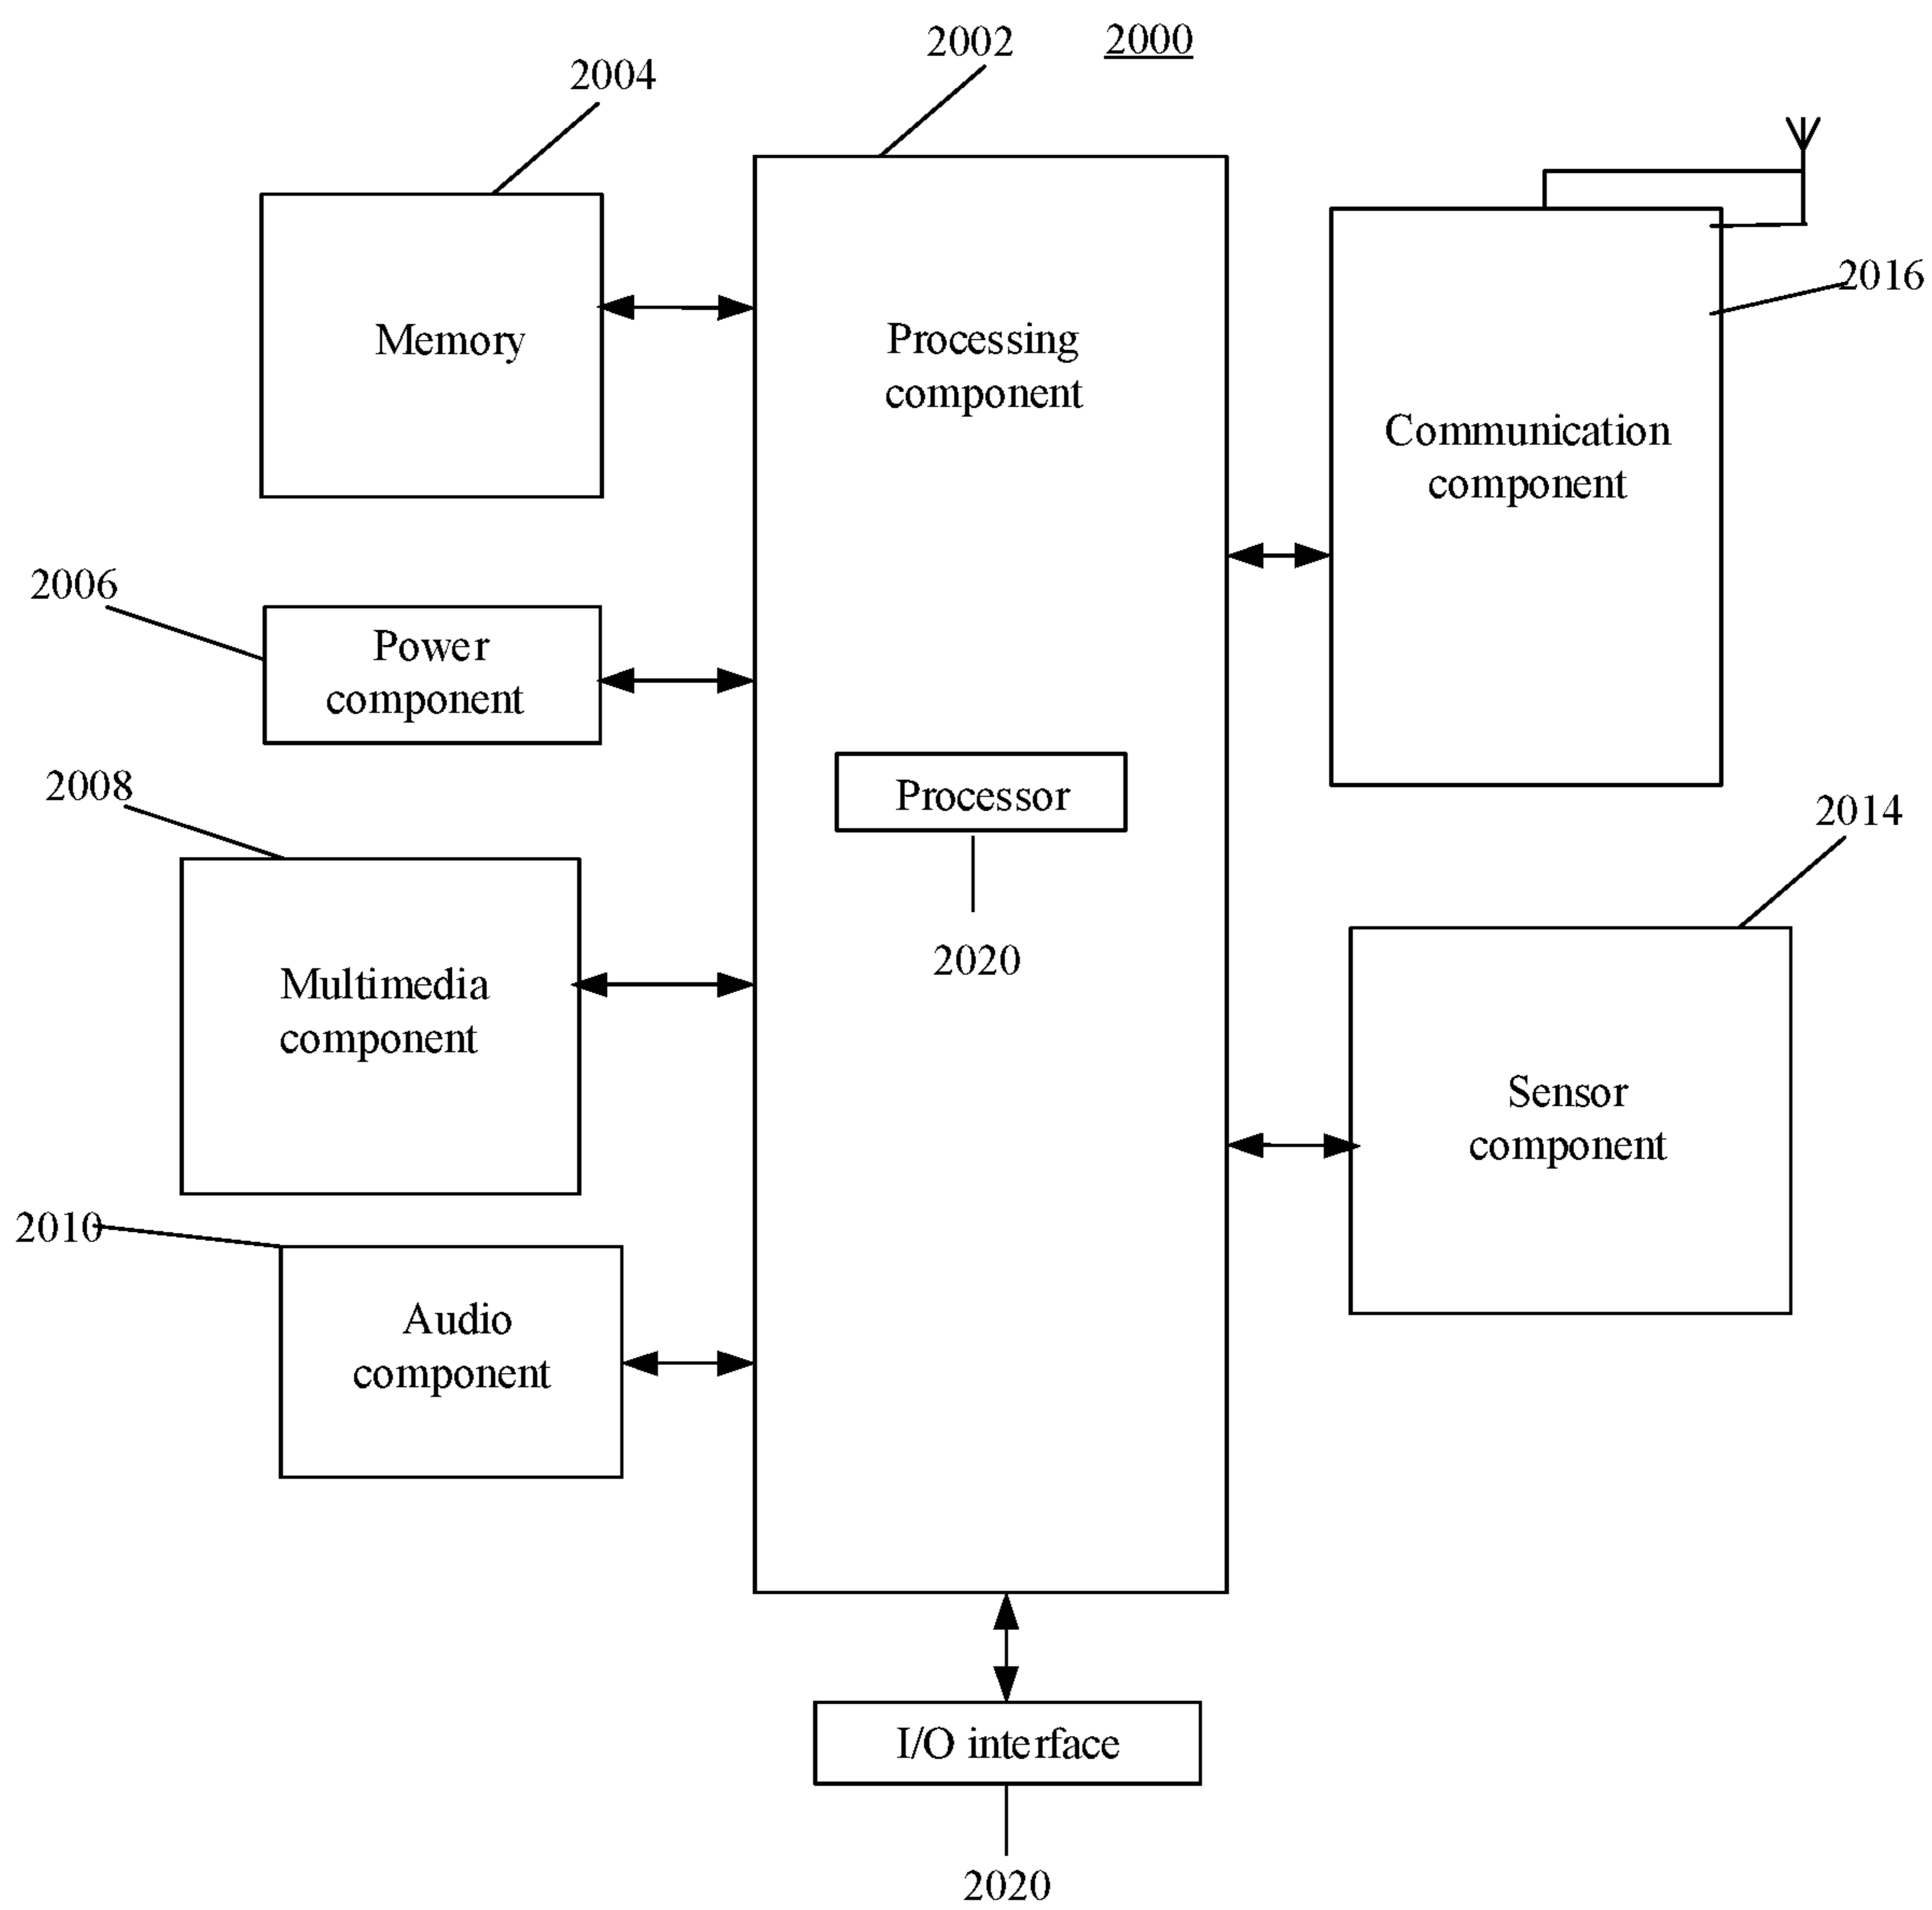 2002
2000
2004
Memory
Processing
component
2016
Communication
component
2006
Power
component
2008
Processor
2014
2020
Multimedia
component
Sensor
component
2010
Audio
component
I/O interface
2020